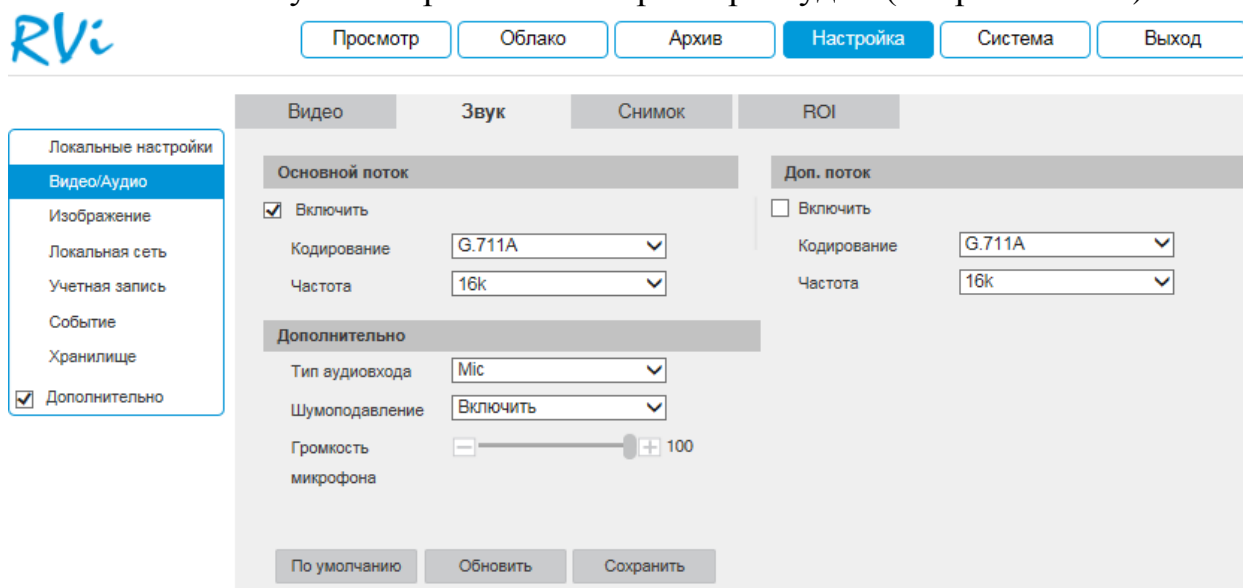 RVi
Просмотр Облако Архив Настройка Система Выход
Видео Звук Снимок ROI
Локальные настройки
Видео/Аудио
Изображение
Локальная сеть
Учетная запись
Событие
Хранилище
Дополнительно
Основной поток
Включить
Кодирование G.711A
Частота 16k
Доп. поток
Включить
Кодирование G.711A
Частота 16k
Дополнительно
Тип аудиовхода Mic
Шумоподавление Включить
Громкость 100
микрофона
По умолчанию Обновить Сохранить